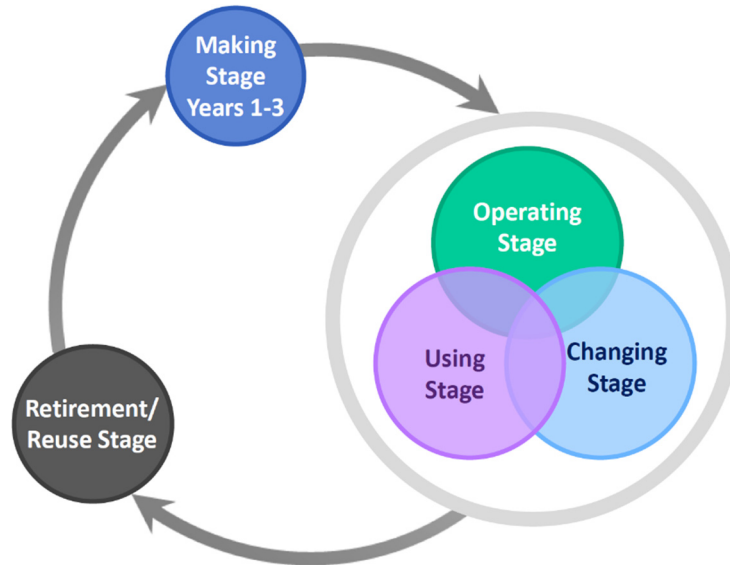 Making
Stage
Years 1-3
Operating
Stage
Using
Stage
Changing
Stage
Retirement/
Reuse Stage